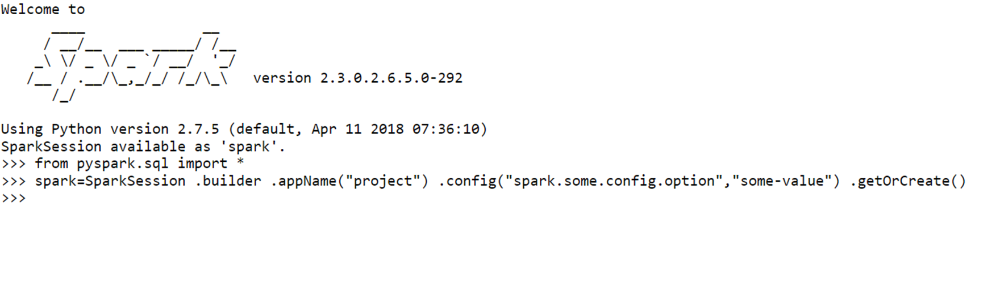 Welcome to
      ____              __
     / __/__  ___ _____/ /__
    _\ \/ _ \/ _ `/ __/  '_/
   /__ / .__/\_,_/_/ /_/\_\   version 2.3.0.2.6.5.0-292
      /_/
Using Python version 2.7.5 (default, Apr 11 2018 07:36:10)
SparkSession available as 'spark'.
>>> from pyspark.sql import *
>>> spark=SparkSession .builder .appName("project") .config("spark.some.config.option","some-value") .getOrCreate()
>>>